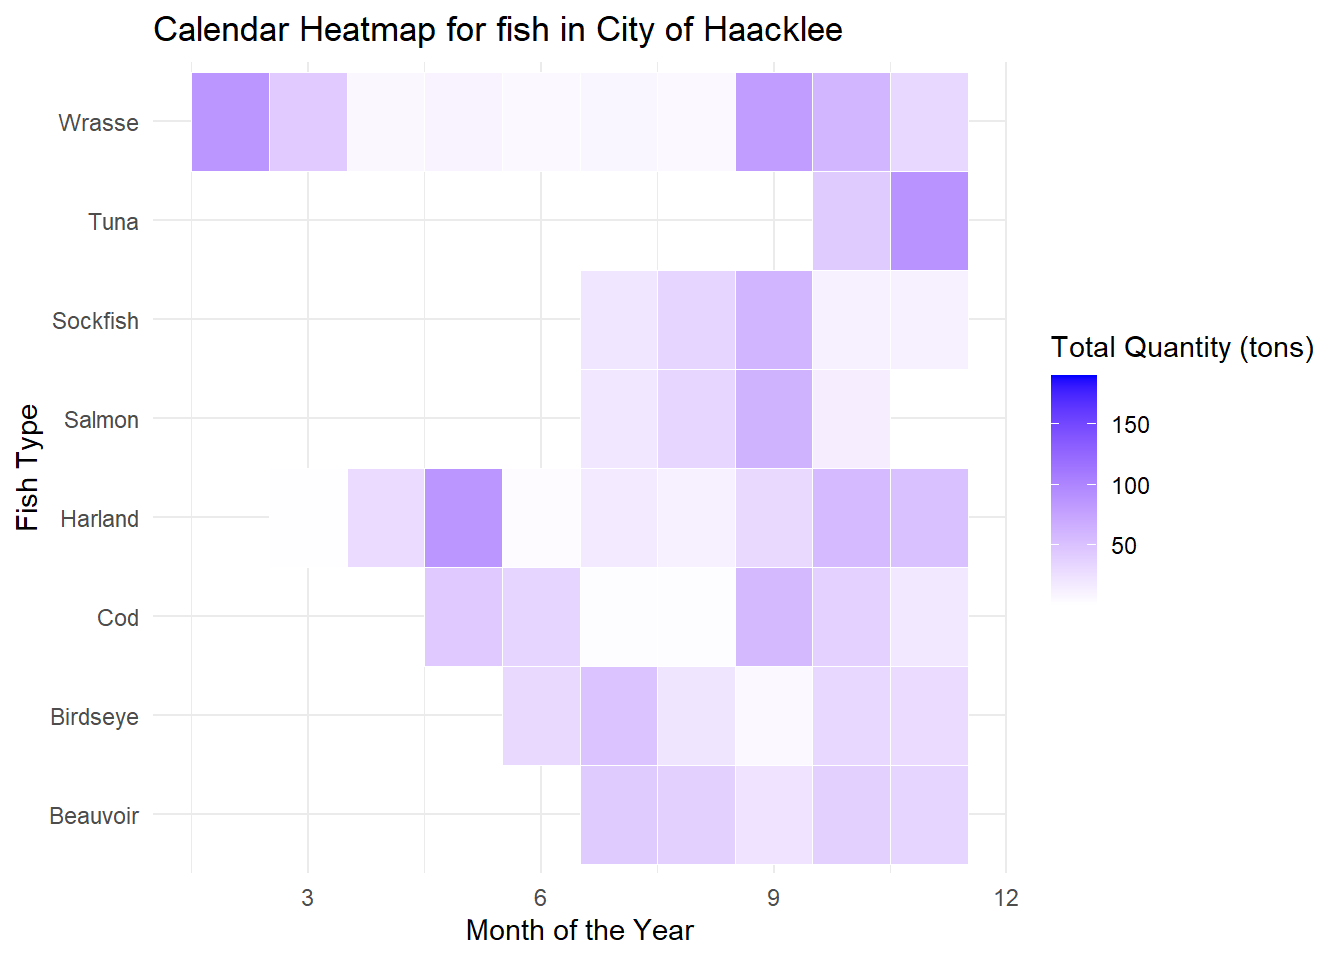 Calendar Heatmap for fish in City of Haacklee
Wrasse
Tuna
Sockfish
Salmon
Harland
Cod
Birdseye
Beauvoir
Fish Type
3 6 9 12
Month of the Year
Total Quantity (tons)
150
100
50